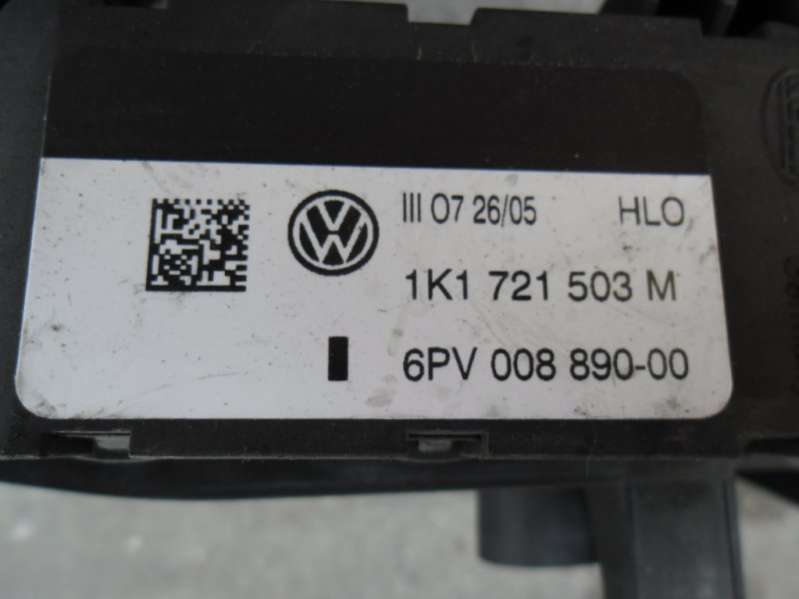 III 07 26/05 HLO
1K1 721 503 M
6PV 008 890-00